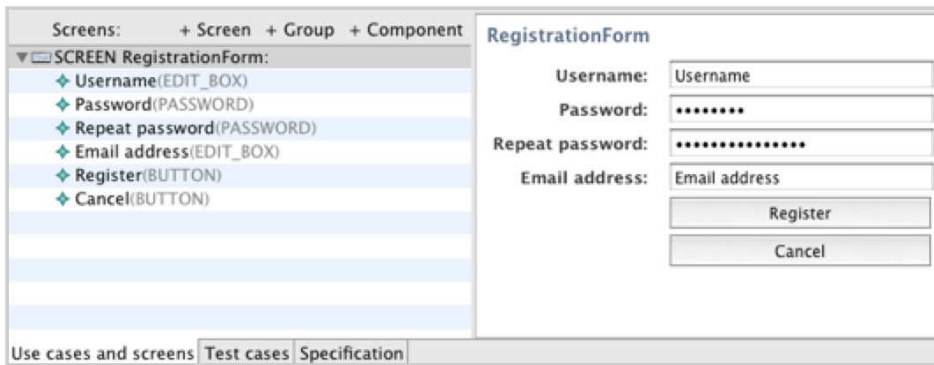 Screens: + Screen + Group + Component
SCREEN RegistrationForm:
Username(EDIT_BOX)
Password(PASSWORD)
Repeat password(PASSWORD)
Email address(EDIT_BOX)
Register(BUTTON)
Cancel(BUTTON)
Use cases and screens Test cases Specification
RegistrationForm
Username: Username
Password: ••••••••
Repeat password: •••••••••••••••
Email address: Email address
Register
Cancel